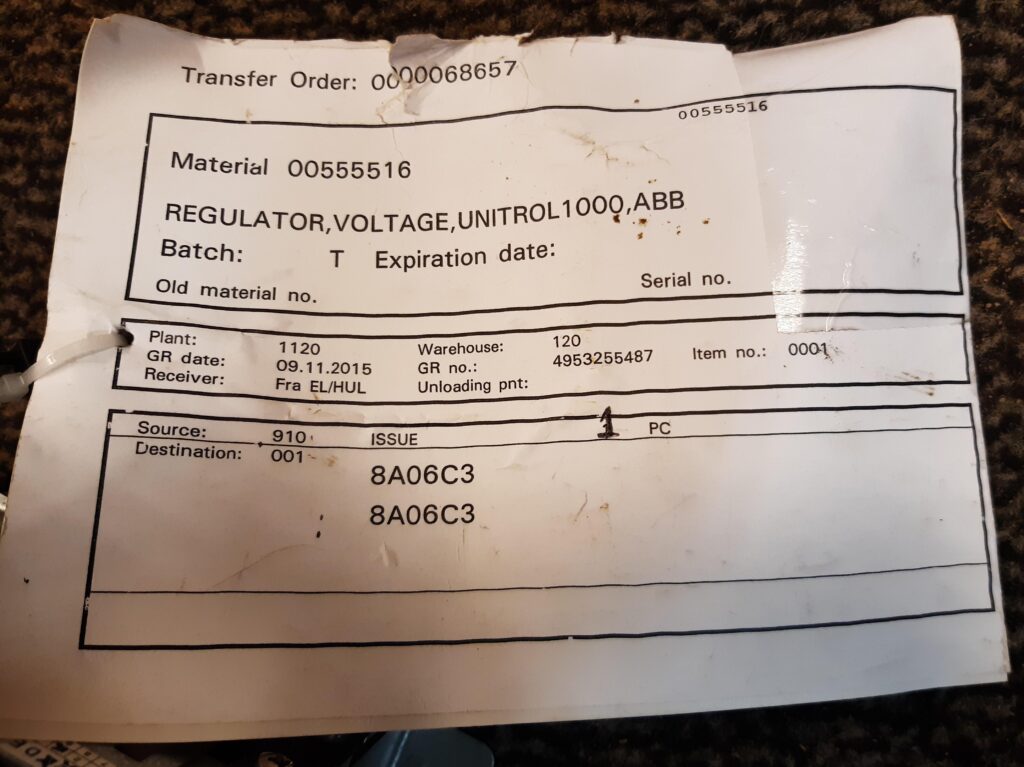 Transfer Order: 0000068657
00555516
Material 00555516
REGULATOR,VOLTAGE,UNITROL1000,ABB
Batch: T Expiration date:
Old material no. Serial no.
Plant: 1120 Warehouse: 120
GR date: 09.11.2015 GR no.: 4953255487 Item no.: 0001
Receiver: Fra EL/HUL Unloading pnt:
Source: 910 ISSUE 1 PC
Destination: 001
8A06C3
8A06C3